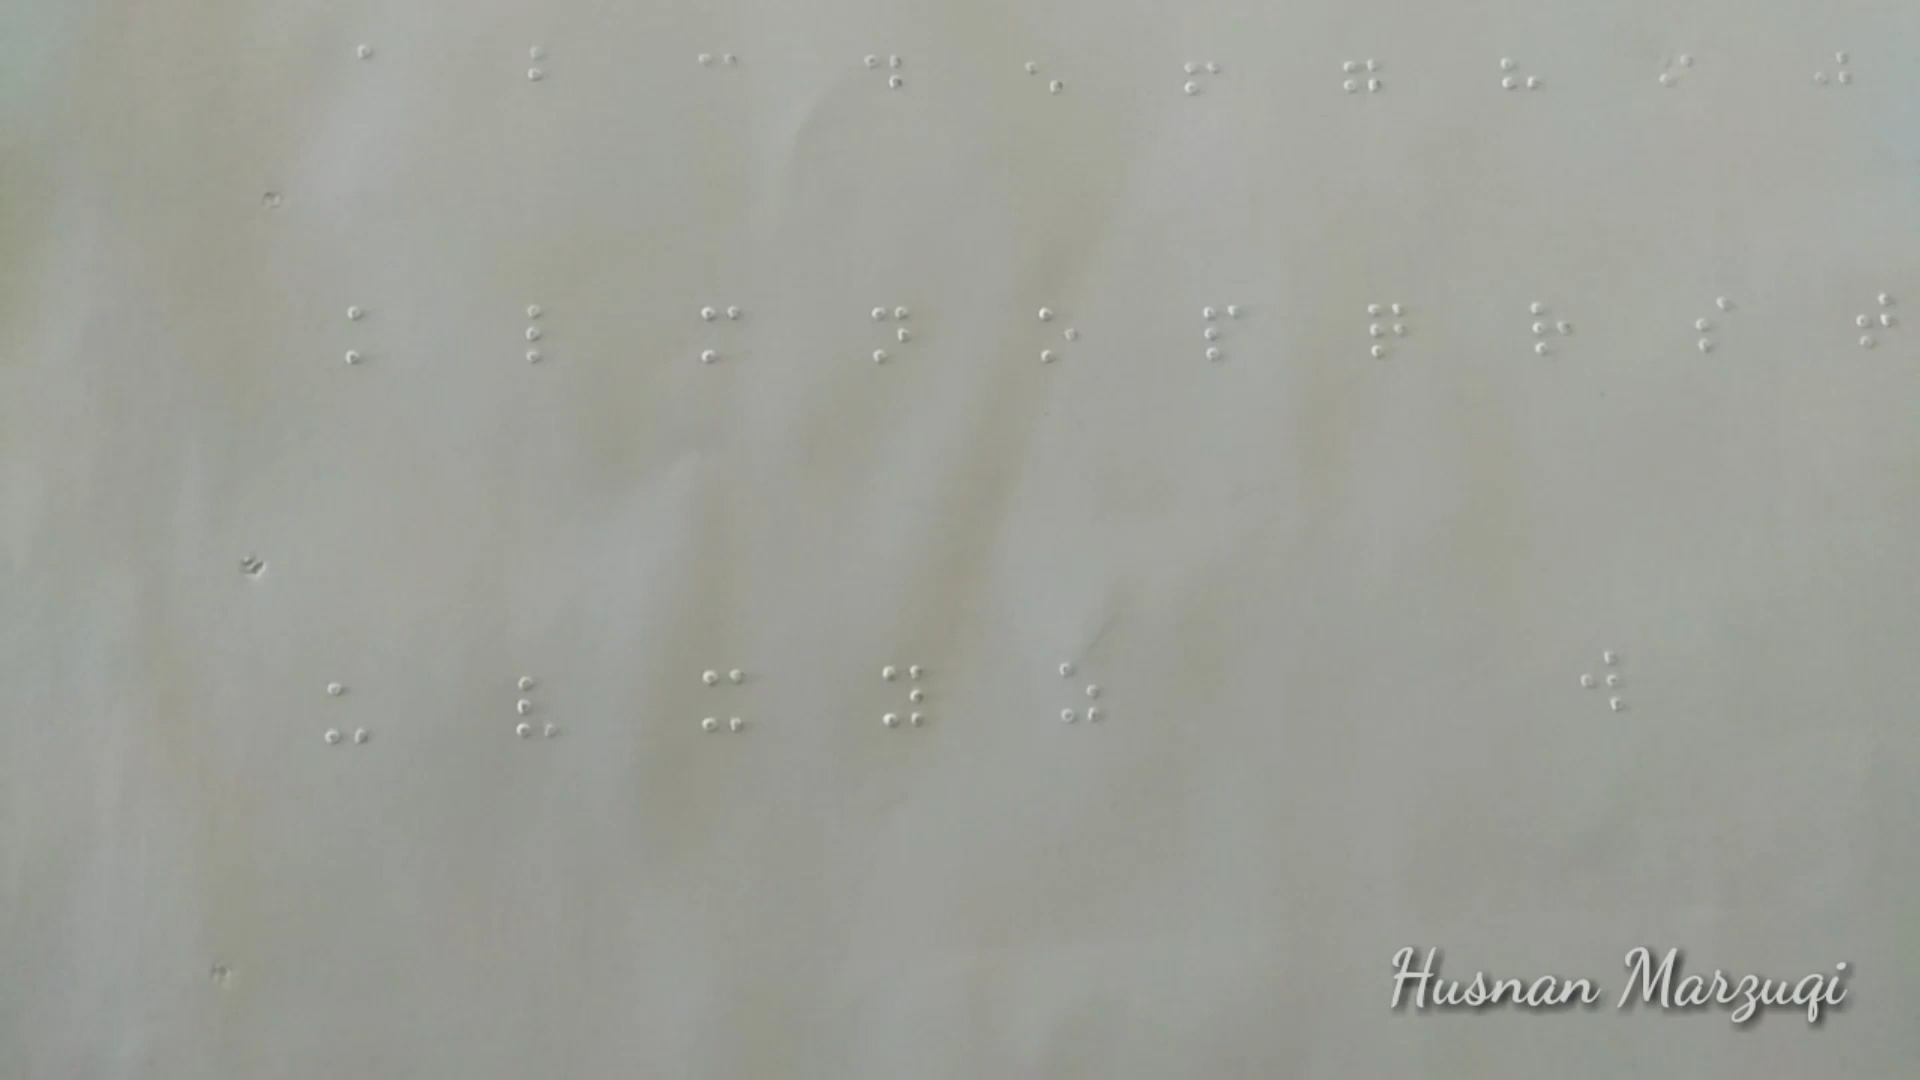 ⠁ ⠃ ⠉ ⠙ ⠑ ⠋ ⠛ ⠓ ⠊ ⠚
⠅ ⠇ ⠍ ⠝ ⠕ ⠏ ⠟ ⠗ ⠎ ⠞
⠥ ⠧ ⠭ ⠽ ⠵ ⠺
Husnan Marzuqi